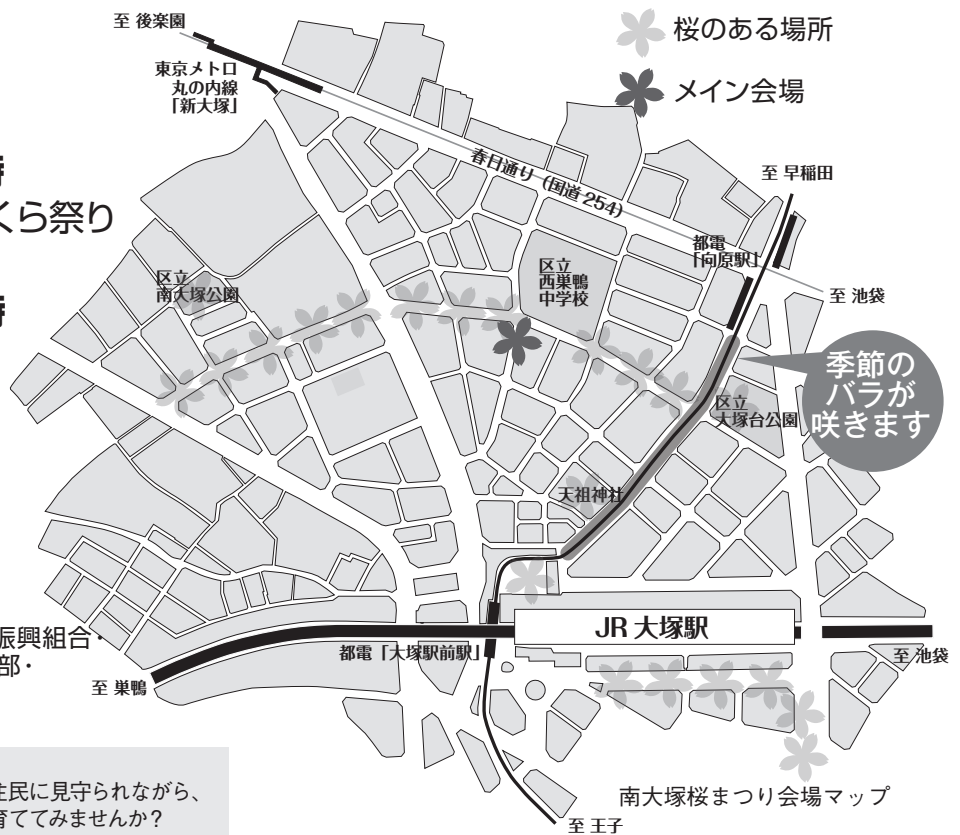 至 後楽園
東京メトロ
丸の内線
「新大塚」
桜のある場所
メイン会場
春日通り（国道 254）
至 早稲田
都電
「向原駅」
至 池袋
時
くら祭り
時
区立
南大塚公園
区立
西巣鴨
中学校
季節の
バラが
咲きます
区立
大塚台公園
天祖神社
JR 大塚駅
都電「大塚駅前駅」
至 巣鴨
至 池袋
振興組合・
部・
住民に見守られながら、
育ててみませんか？
南大塚桜まつり会場マップ
至 王子